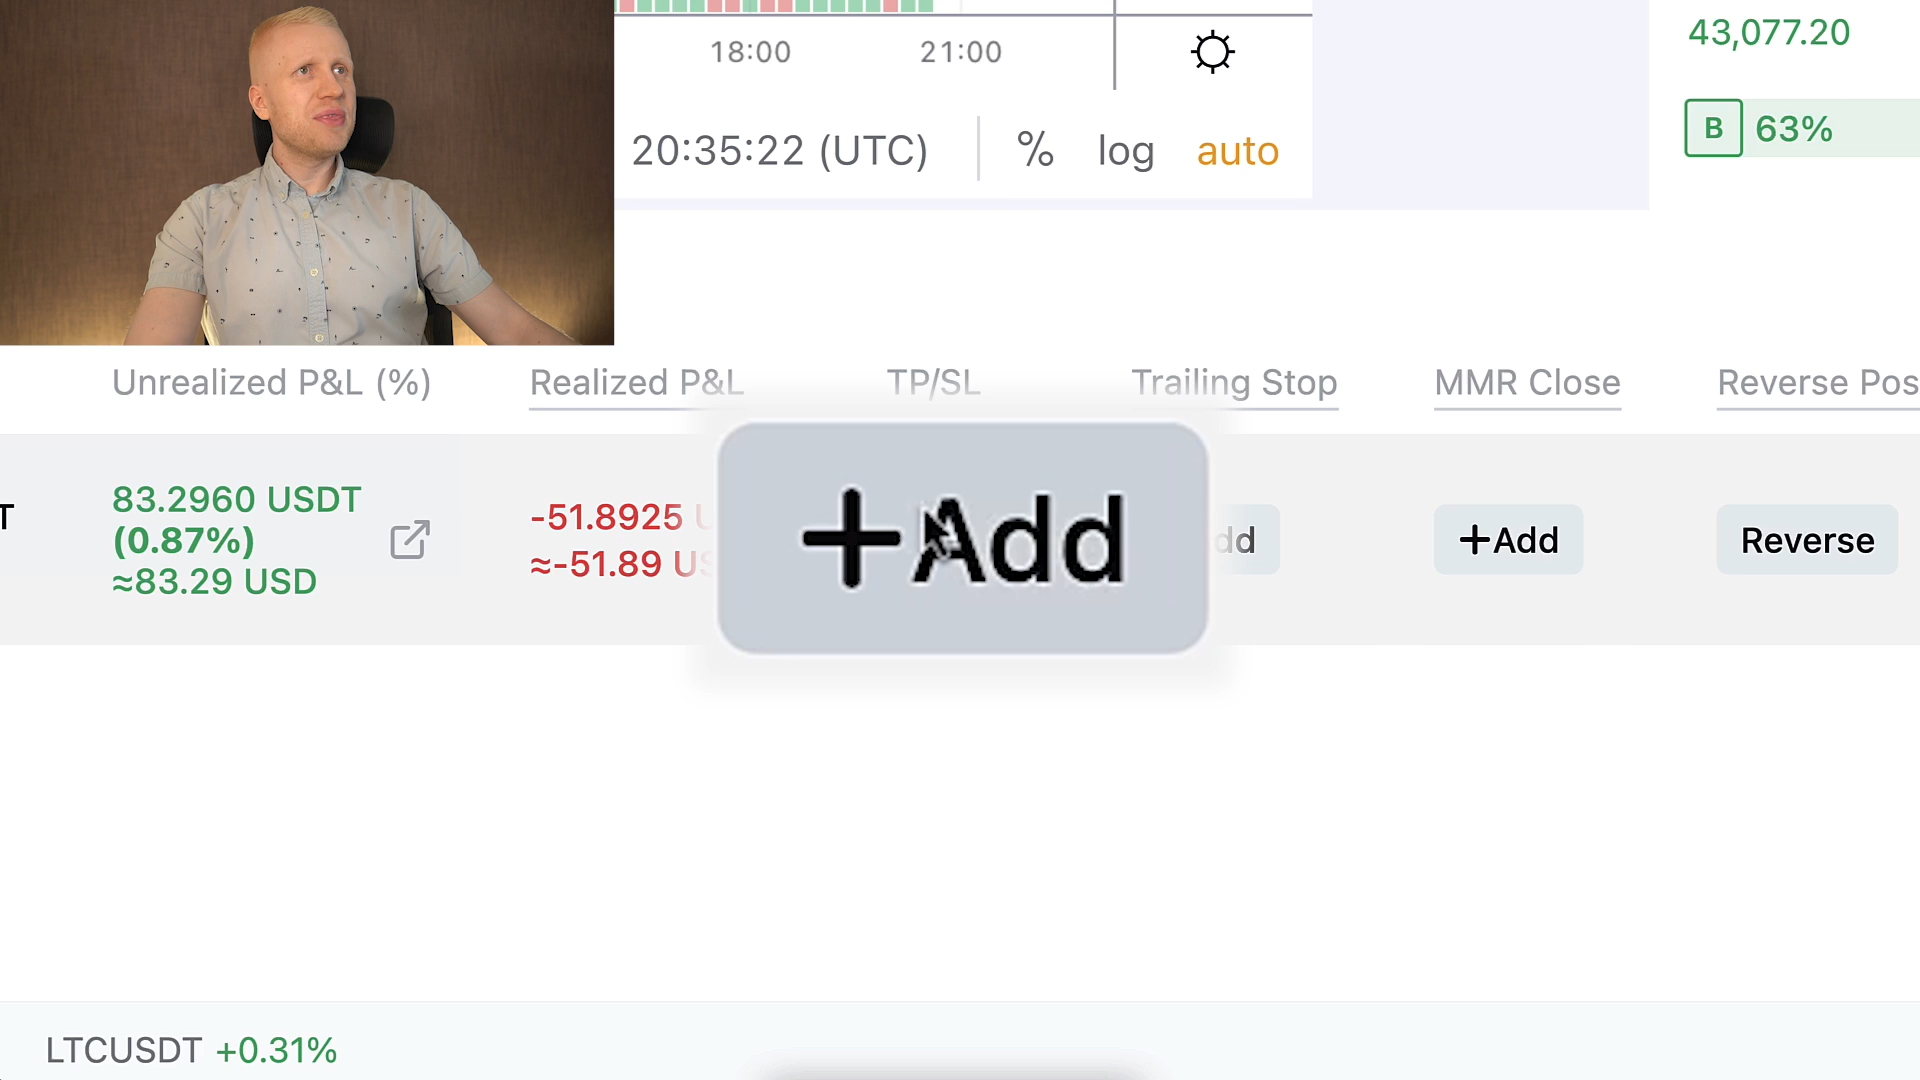 43,077.20
18:00 21:00
B 63%
20:35:22 (UTC) % log auto
Unrealized P&L (%) Realized P&L TP/SL Trailing Stop MMR Close Reverse Pos
T
83.2960 USDT
(0.87%)
≈83.29 USD
-51.8925 U
≈-51.89 US
+Add
dd
+Add
Reverse
LTCUSDT +0.31%